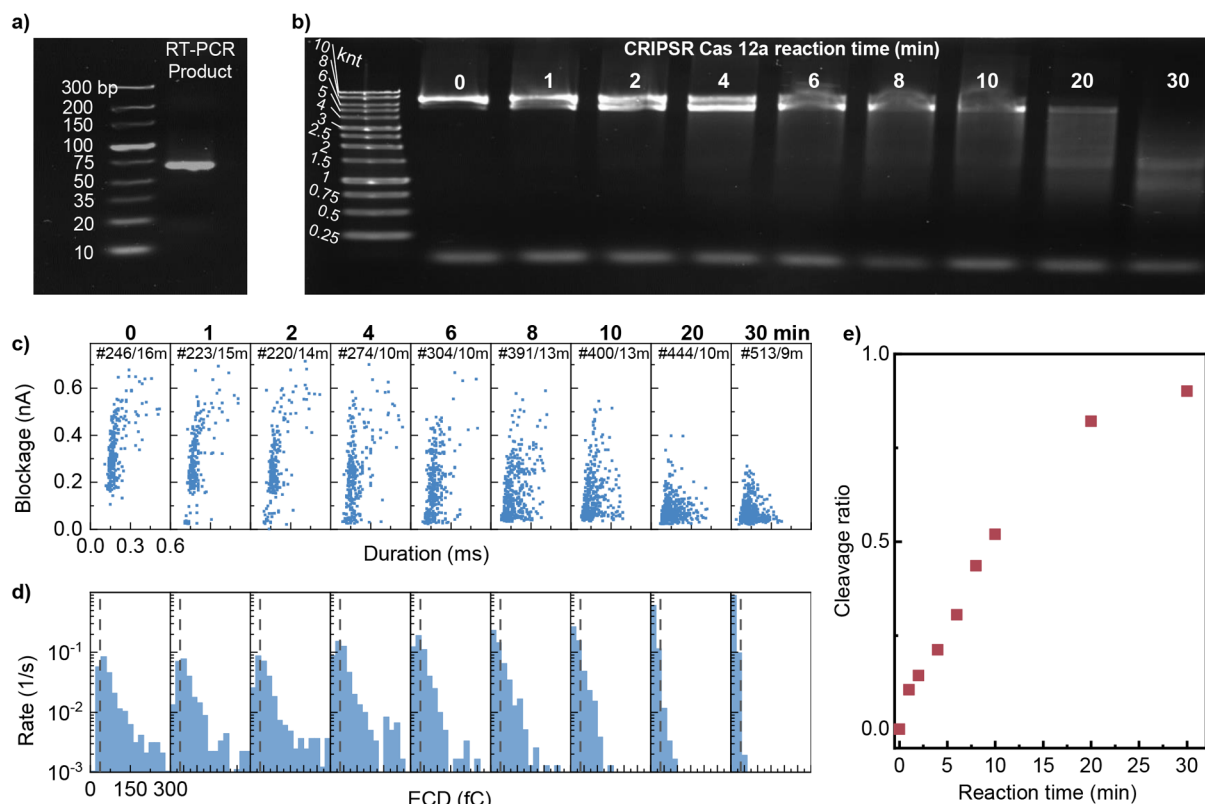 a)
RT-PCR
Product
300 bp
200
150
100
75
50
35
20
10
b)
CRIPSR Cas 12a reaction time (min)
knt
10
8
6
5
4
3
2.5
2
1.5
1
0.75
0.5
0.25
0 1 2 4 6 8 10 20 30
c)
0 1 2 4 6 8 10 20 30 min
#246/16m #223/15m #220/14m #274/10m #304/10m #391/13m #400/13m #444/10m #513/9m
Blockage (nA)
0.6
0.4
0.2
0.0
0.0 0.3 0.6
Duration (ms)
d)
Rate (1/s)
10-1
10-2
10-3
0 150 300
ECD (fC)
e)
Cleavage ratio
1.0
0.5
0.0
0 5 10 15 20 25 30
Reaction time (min)